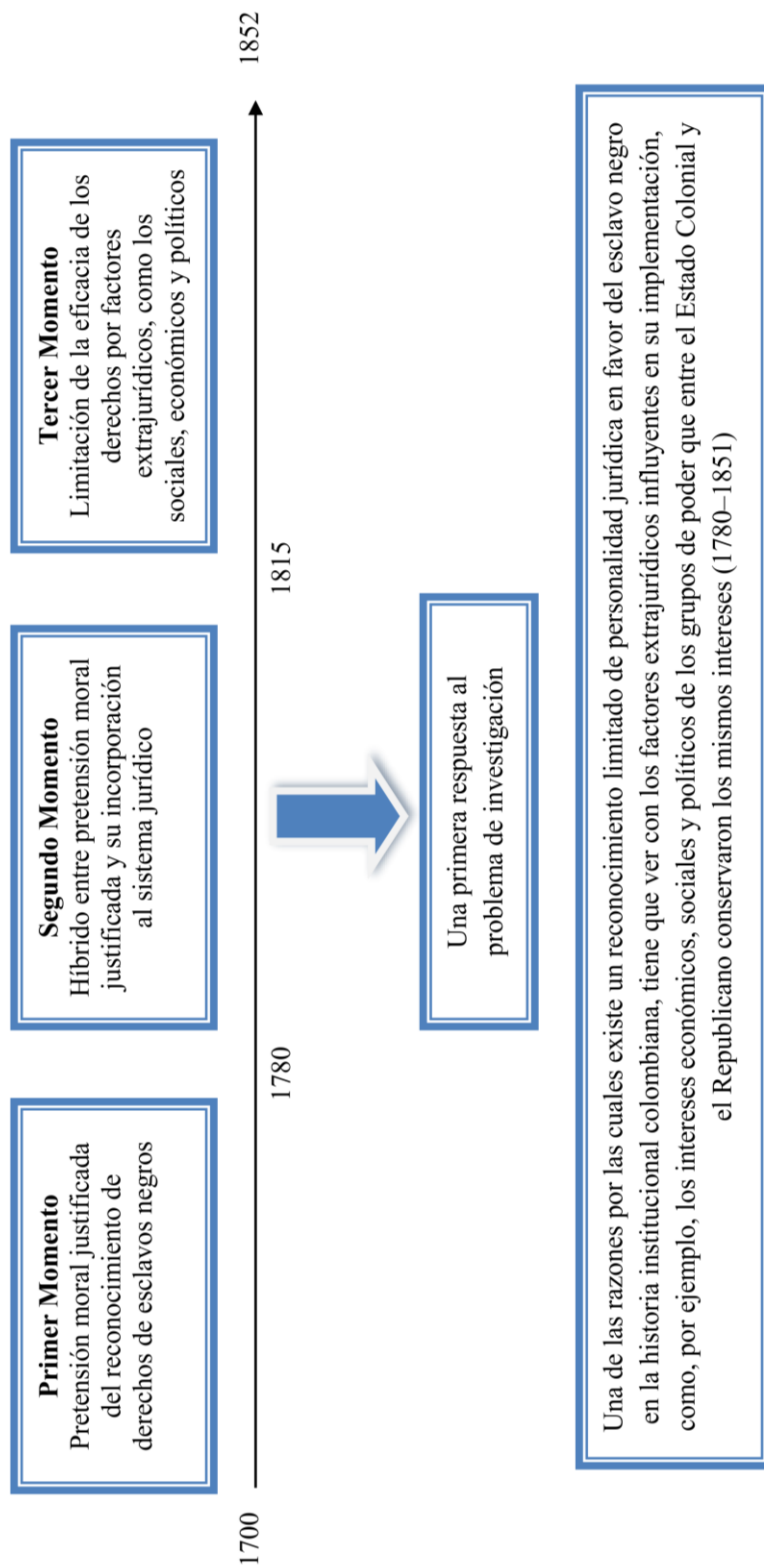 Primer Momento
Pretensión moral justificada
del reconocimiento de
derechos de esclavos negros
Segundo Momento
Híbrido entre pretensión moral
justificada y su incorporación
al sistema jurídico
Tercer Momento
Limitación de la eficacia de los
derechos por factores
extrajurídicos, como los
sociales, económicos y políticos
1700
1852
1780
1815
Una primera respuesta al
problema de investigación
Una de las razones por las cuales existe un reconocimiento limitado de personalidad jurídica en favor del esclavo negro
en la historia institucional colombiana, tiene que ver con los factores extrajurídicos influyentes en su implementación,
como, por ejemplo, los intereses económicos, sociales y políticos de los grupos de poder que entre el Estado Colonial y
el Republicano conservaron los mismos intereses (1780–1851)